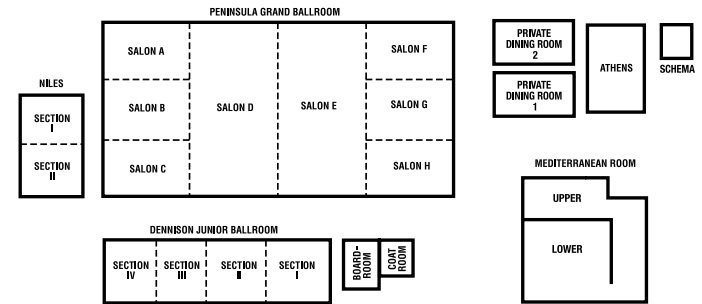 PENINSULA GRAND BALLROOM
SALON A
SALON B
SALON C
SALON D
SALON E
SALON F
SALON G
SALON H
NILES
SECTION
I
SECTION
II
PRIVATE
DINING ROOM
2
PRIVATE
DINING ROOM
1
ATHENS
SCHEMA
MEDITERRANEAN ROOM
UPPER
LOWER
DENNISON JUNIOR BALLROOM
SECTION
IV
SECTION
III
SECTION
II
SECTION
I
BOARD-
ROOM
COAT
ROOM